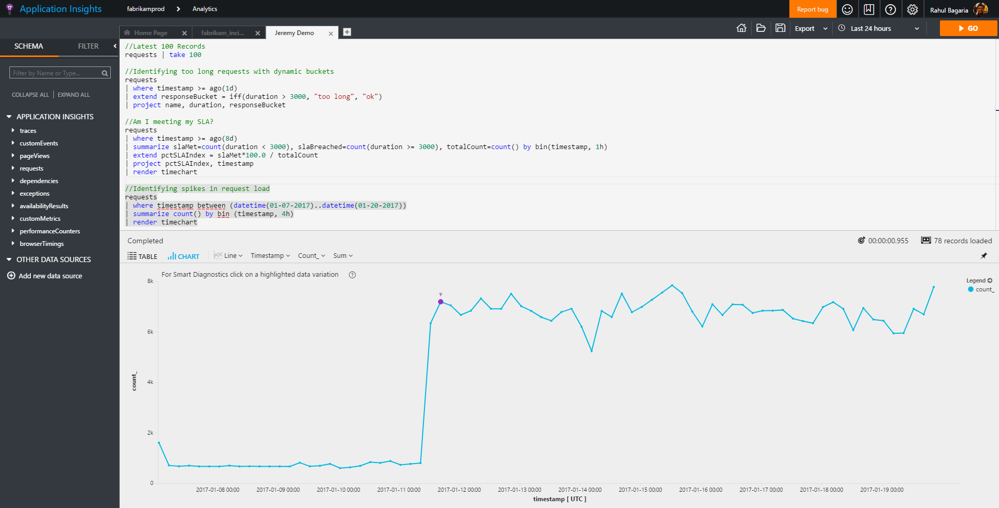 Application Insights
fabrikamprod
Analytics
Report bug
Rahul Bagaria
Home Page
fabrikam_inci...
Jeremy Demo
Export
Last 24 hours
GO
SCHEMA
FILTER
Filter by Name or Type...
COLLAPSE ALL
EXPAND ALL
APPLICATION INSIGHTS
traces
customEvents
pageViews
requests
dependencies
exceptions
availabilityResults
customMetrics
performanceCounters
browserTimings
OTHER DATA SOURCES
Add new data source
//Latest 100 Records
requests | take 100
//Identifying too long requests with dynamic buckets
requests
| where timestamp >= ago(1d)
| extend responseBucket = iff(duration > 3000, "too long", "ok")
| project name, duration, responseBucket
//Am I meeting my SLA?
requests
| where timestamp >= ago(8d)
| summarize slaMet=count(duration < 3000), slaBreached=count(duration >= 3000), totalCount=count() by bin(timestamp, 1h)
| extend pctSLAIndex = slaMet*100.0 / totalCount
| project pctSLAIndex, timestamp
| render timechart
//Identifying spikes in request load
requests
| where timestamp between (datetime(01-07-2017)..datetime(01-20-2017))
| summarize count() by bin (timestamp, 4h)
| render timechart
Completed
00:00:00.955
78 records loaded
TABLE
CHART
Line
Timestamp
Count_
Sum
For Smart Diagnostics click on a highlighted data variation
Legend
count_
8k
6k
4k
2k
0
count_
2017-01-08 00:00
2017-01-09 00:00
2017-01-10 00:00
2017-01-11 00:00
2017-01-12 00:00
2017-01-13 00:00
2017-01-14 00:00
2017-01-15 00:00
2017-01-16 00:00
2017-01-17 00:00
2017-01-18 00:00
2017-01-19 00:00
timestamp [ UTC ]